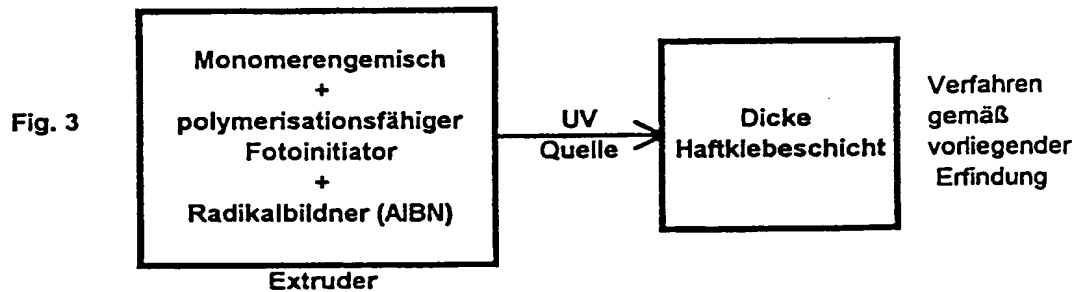 Fig. 3
Monomerengemisch
+
polymerisationsfähiger
Fotoinitiator
+
Radikalbildner (AIBN)
Extruder
UV
Quelle
Dicke
Haftklebeschicht
Verfahren
gemäß
vorliegender
Erfindung